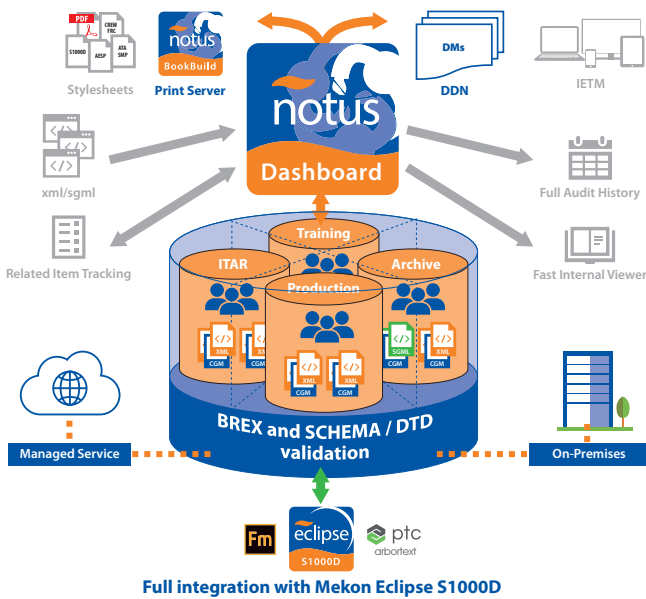 PDF
CREW
FRC
S1000D
AESP
ATA
SMP
Stylesheets
notus
BookBuild
Print Server
notus
Dashboard
DMs
DDN
IETM
</>
</>
</>
xml/sgml
Full Audit History
Related Item Tracking
Fast Internal Viewer
Training
ITAR
Archive
Production
</>
XML
CGM
</>
XML
</>
SGML
CGM
</>
XML
CGM
</>
XML
CGM
</>
XML
CGM
BREX and SCHEMA / DTD
validation
Managed Service
On-Premises
Fm
eclipse
S1000D
ptc
arbortext
Full integration with Mekon Eclipse S1000D